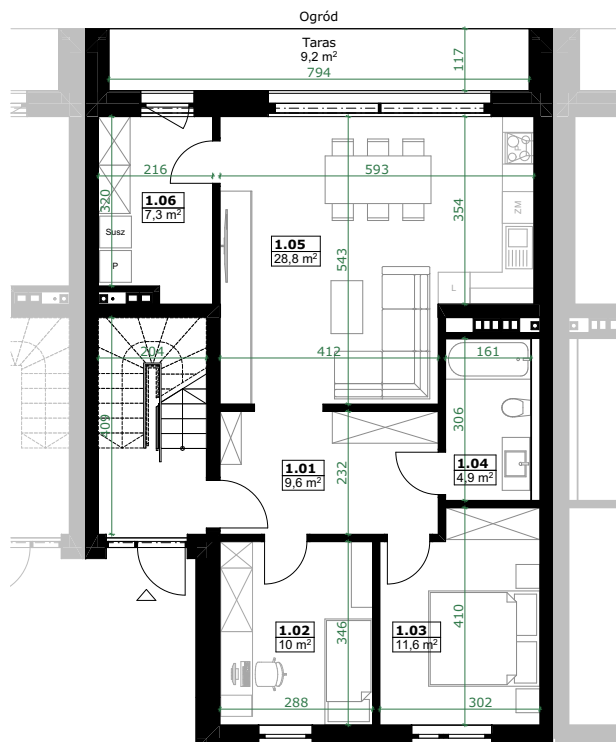 Ogród
Taras
9,2 m²
794
117
216
593
320
1.06
7,3 m²
354
ZM
Susz
1.05
28,8 m²
543
P
L
204
412
161
409
306
1.01
9,6 m²
232
1.04
4,9 m²
1.02
10 m²
346
1.03
11,6 m²
410
288
302